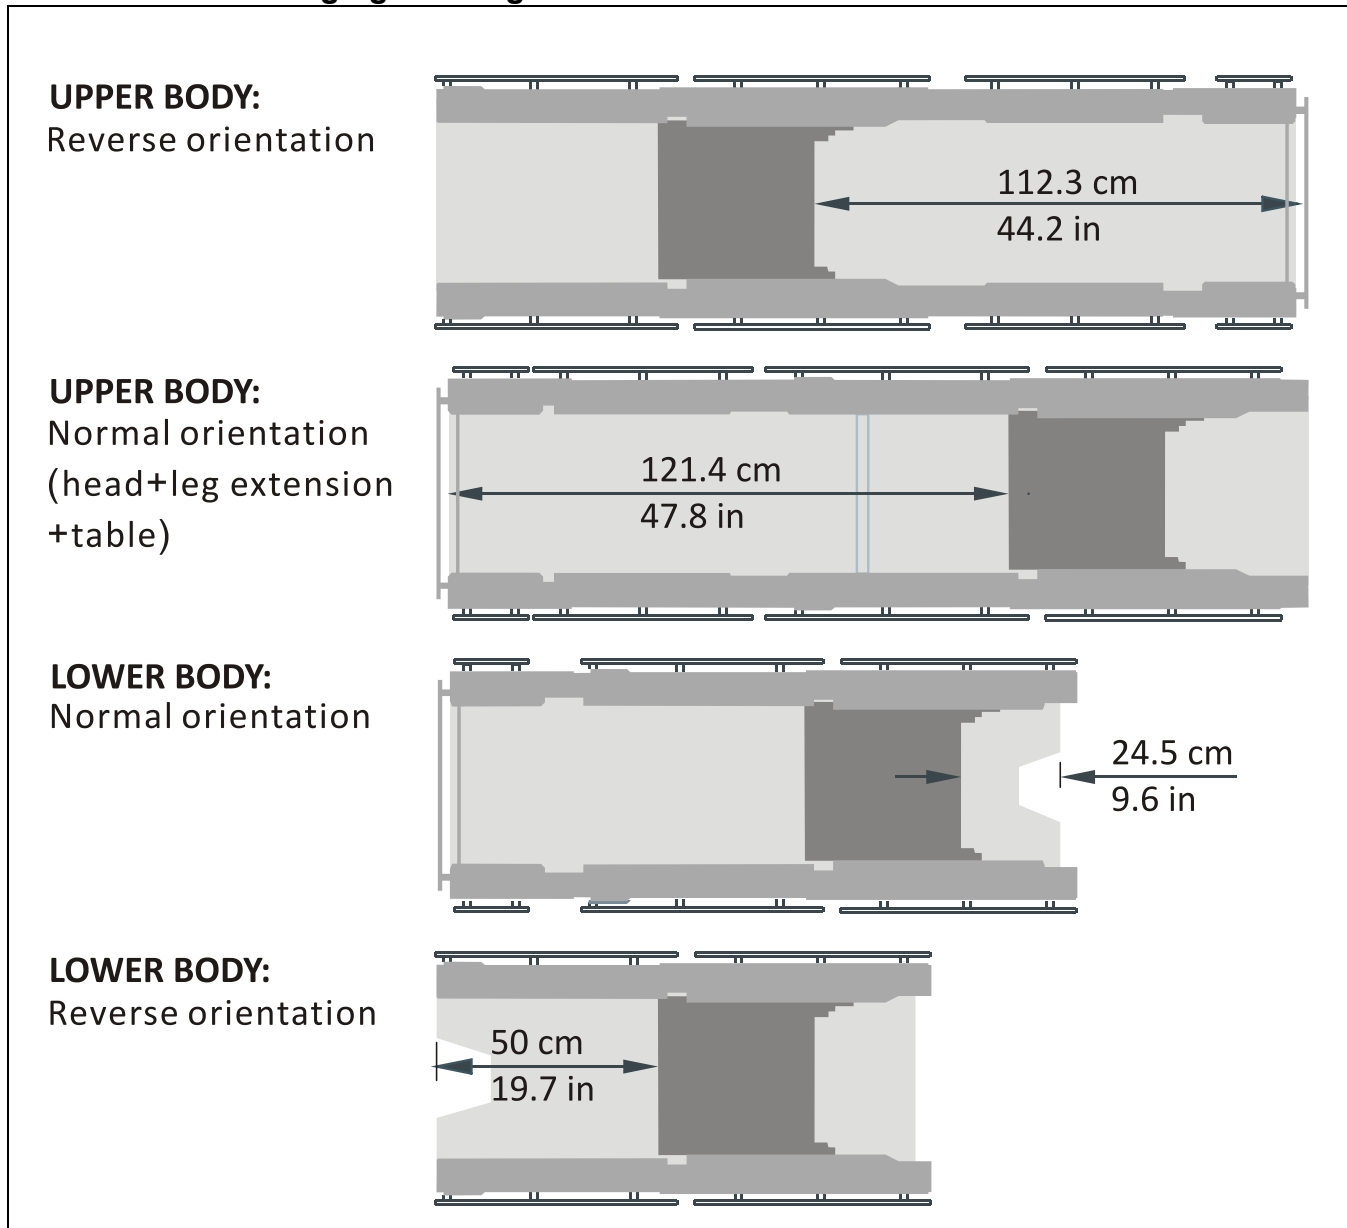 UPPER BODY:
Reverse orientation
112.3 cm
44.2 in
UPPER BODY:
Normal orientation
(head+leg extension
+table)
121.4 cm
47.8 in
LOWER BODY:
Normal orientation
24.5 cm
9.6 in
LOWER BODY:
Reverse orientation
50 cm
19.7 in